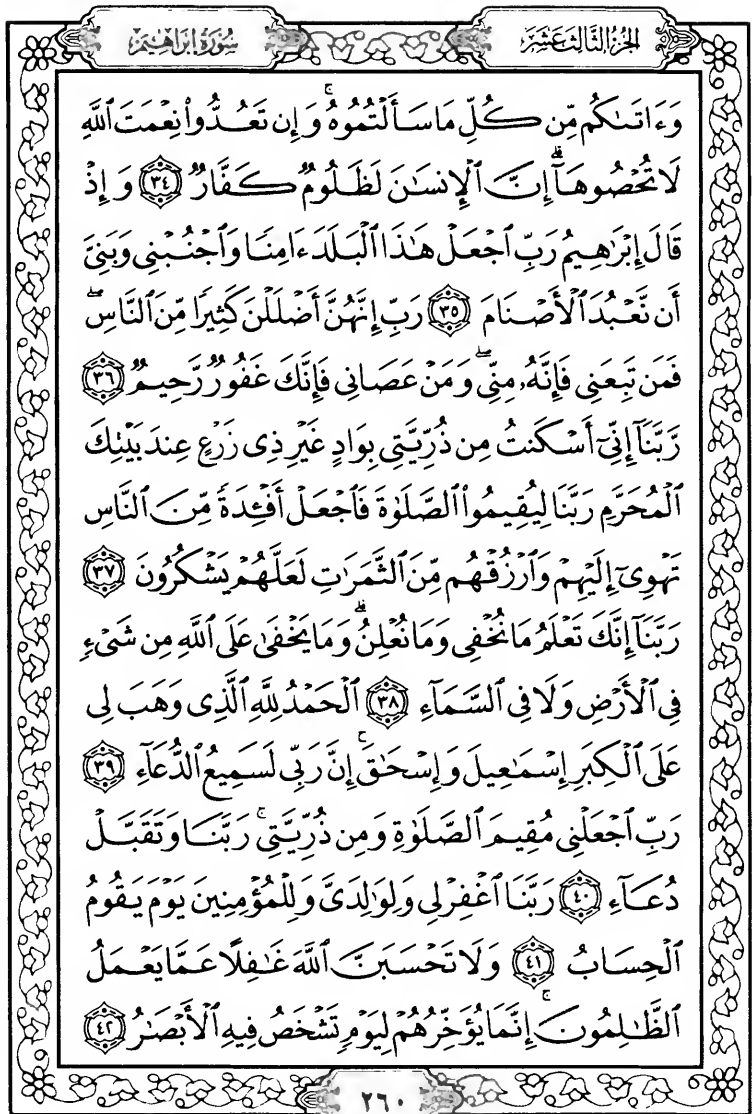 الجزء الثالث عشر
سورة إبراهيم
وَءَاتَىٰكُم مِّن كُلِّ مَا سَأَلْتُمُوهُ ۚ وَإِن تَعُدُّوا۟ نِعْمَتَ ٱللَّهِ
لَا تُحْصُوهَآ ۗ إِنَّ ٱلْإِنسَـٰنَ لَظَلُومٌ كَفَّارٌ ٣٤ وَإِذْ
قَالَ إِبْرَٰهِيمُ رَبِّ ٱجْعَلْ هَـٰذَا ٱلْبَلَدَ ءَامِنًا وَٱجْنُبْنِى وَبَنِىَّ
أَن نَّعْبُدَ ٱلْأَصْنَامَ ٣٥ رَبِّ إِنَّهُنَّ أَضْلَلْنَ كَثِيرًا مِّنَ ٱلنَّاسِ ۖ
فَمَن تَبِعَنِى فَإِنَّهُۥ مِنِّى ۖ وَمَنْ عَصَانِى فَإِنَّكَ غَفُورٌ رَّحِيمٌ ٣٦
رَّبَّنَآ إِنِّىٓ أَسْكَنتُ مِن ذُرِّيَّتِى بِوَادٍ غَيْرِ ذِى زَرْعٍ عِندَ بَيْتِكَ
ٱلْمُحَرَّمِ رَبَّنَا لِيُقِيمُوا۟ ٱلصَّلَوٰةَ فَٱجْعَلْ أَفْـِٔدَةً مِّنَ ٱلنَّاسِ
تَهْوِىٓ إِلَيْهِمْ وَٱرْزُقْهُم مِّنَ ٱلثَّمَرَٰتِ لَعَلَّهُمْ يَشْكُرُونَ ٣٧
رَبَّنَآ إِنَّكَ تَعْلَمُ مَا نُخْفِى وَمَا نُعْلِنُ ۗ وَمَا يَخْفَىٰ عَلَى ٱللَّهِ مِن شَىْءٍ
فِى ٱلْأَرْضِ وَلَا فِى ٱلسَّمَآءِ ٣٨ ٱلْحَمْدُ لِلَّهِ ٱلَّذِى وَهَبَ لِى
عَلَى ٱلْكِبَرِ إِسْمَـٰعِيلَ وَإِسْحَـٰقَ ۚ إِنَّ رَبِّى لَسَمِيعُ ٱلدُّعَآءِ ٣٩
رَبِّ ٱجْعَلْنِى مُقِيمَ ٱلصَّلَوٰةِ وَمِن ذُرِّيَّتِى ۚ رَبَّنَا وَتَقَبَّلْ
دُعَآءِ ٤٠ رَبَّنَا ٱغْفِرْ لِى وَلِوَٰلِدَىَّ وَلِلْمُؤْمِنِينَ يَوْمَ يَقُومُ
ٱلْحِسَابُ ٤١ وَلَا تَحْسَبَنَّ ٱللَّهَ غَـٰفِلًا عَمَّا يَعْمَلُ
ٱلظَّـٰلِمُونَ ۚ إِنَّمَا يُؤَخِّرُهُمْ لِيَوْمٍ تَشْخَصُ فِيهِ ٱلْأَبْصَـٰرُ ٤٢
٢٦٠